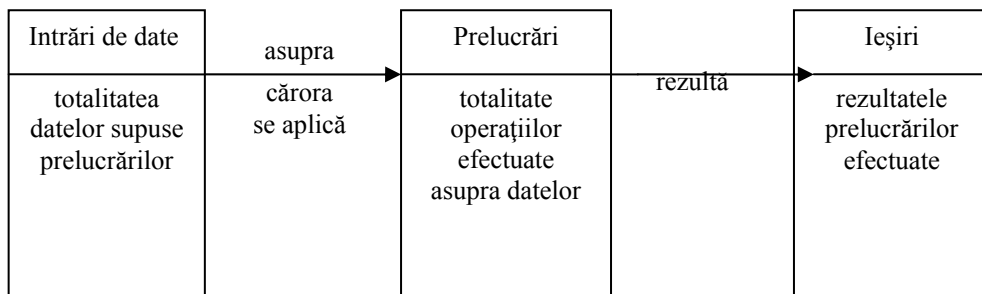 Intrări de date
totalitatea
datelor supuse
prelucrărilor
asupra
cărora
se aplică
Prelucrări
totalitate
operaţiilor
efectuate
asupra datelor
rezultă
Ieşiri
rezultatele
prelucrărilor
efectuate